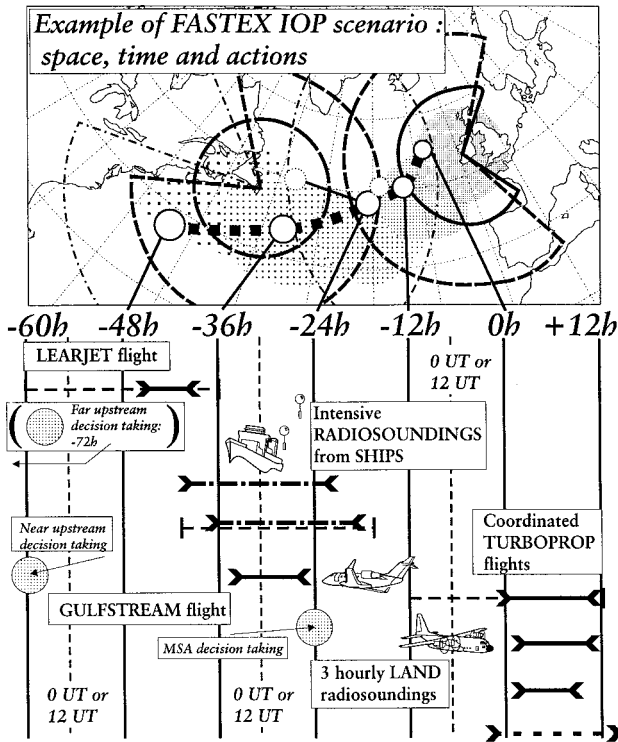 Example of FASTEX IOP scenario :
space, time and actions
-60h -48h -36h -24h -12h 0h +12h
LEARJET flight
0 UT or
12 UT
Far upstream
decision taking:
-72h
Intensive
RADIOSOUNDINGS
from SHIPS
Near upstream
decision taking
Coordinated
TURBOPROP
flights
GULFSTREAM flight
MSA decision taking
3 hourly LAND
radiosoundings
0 UT or
12 UT
0 UT or
12 UT